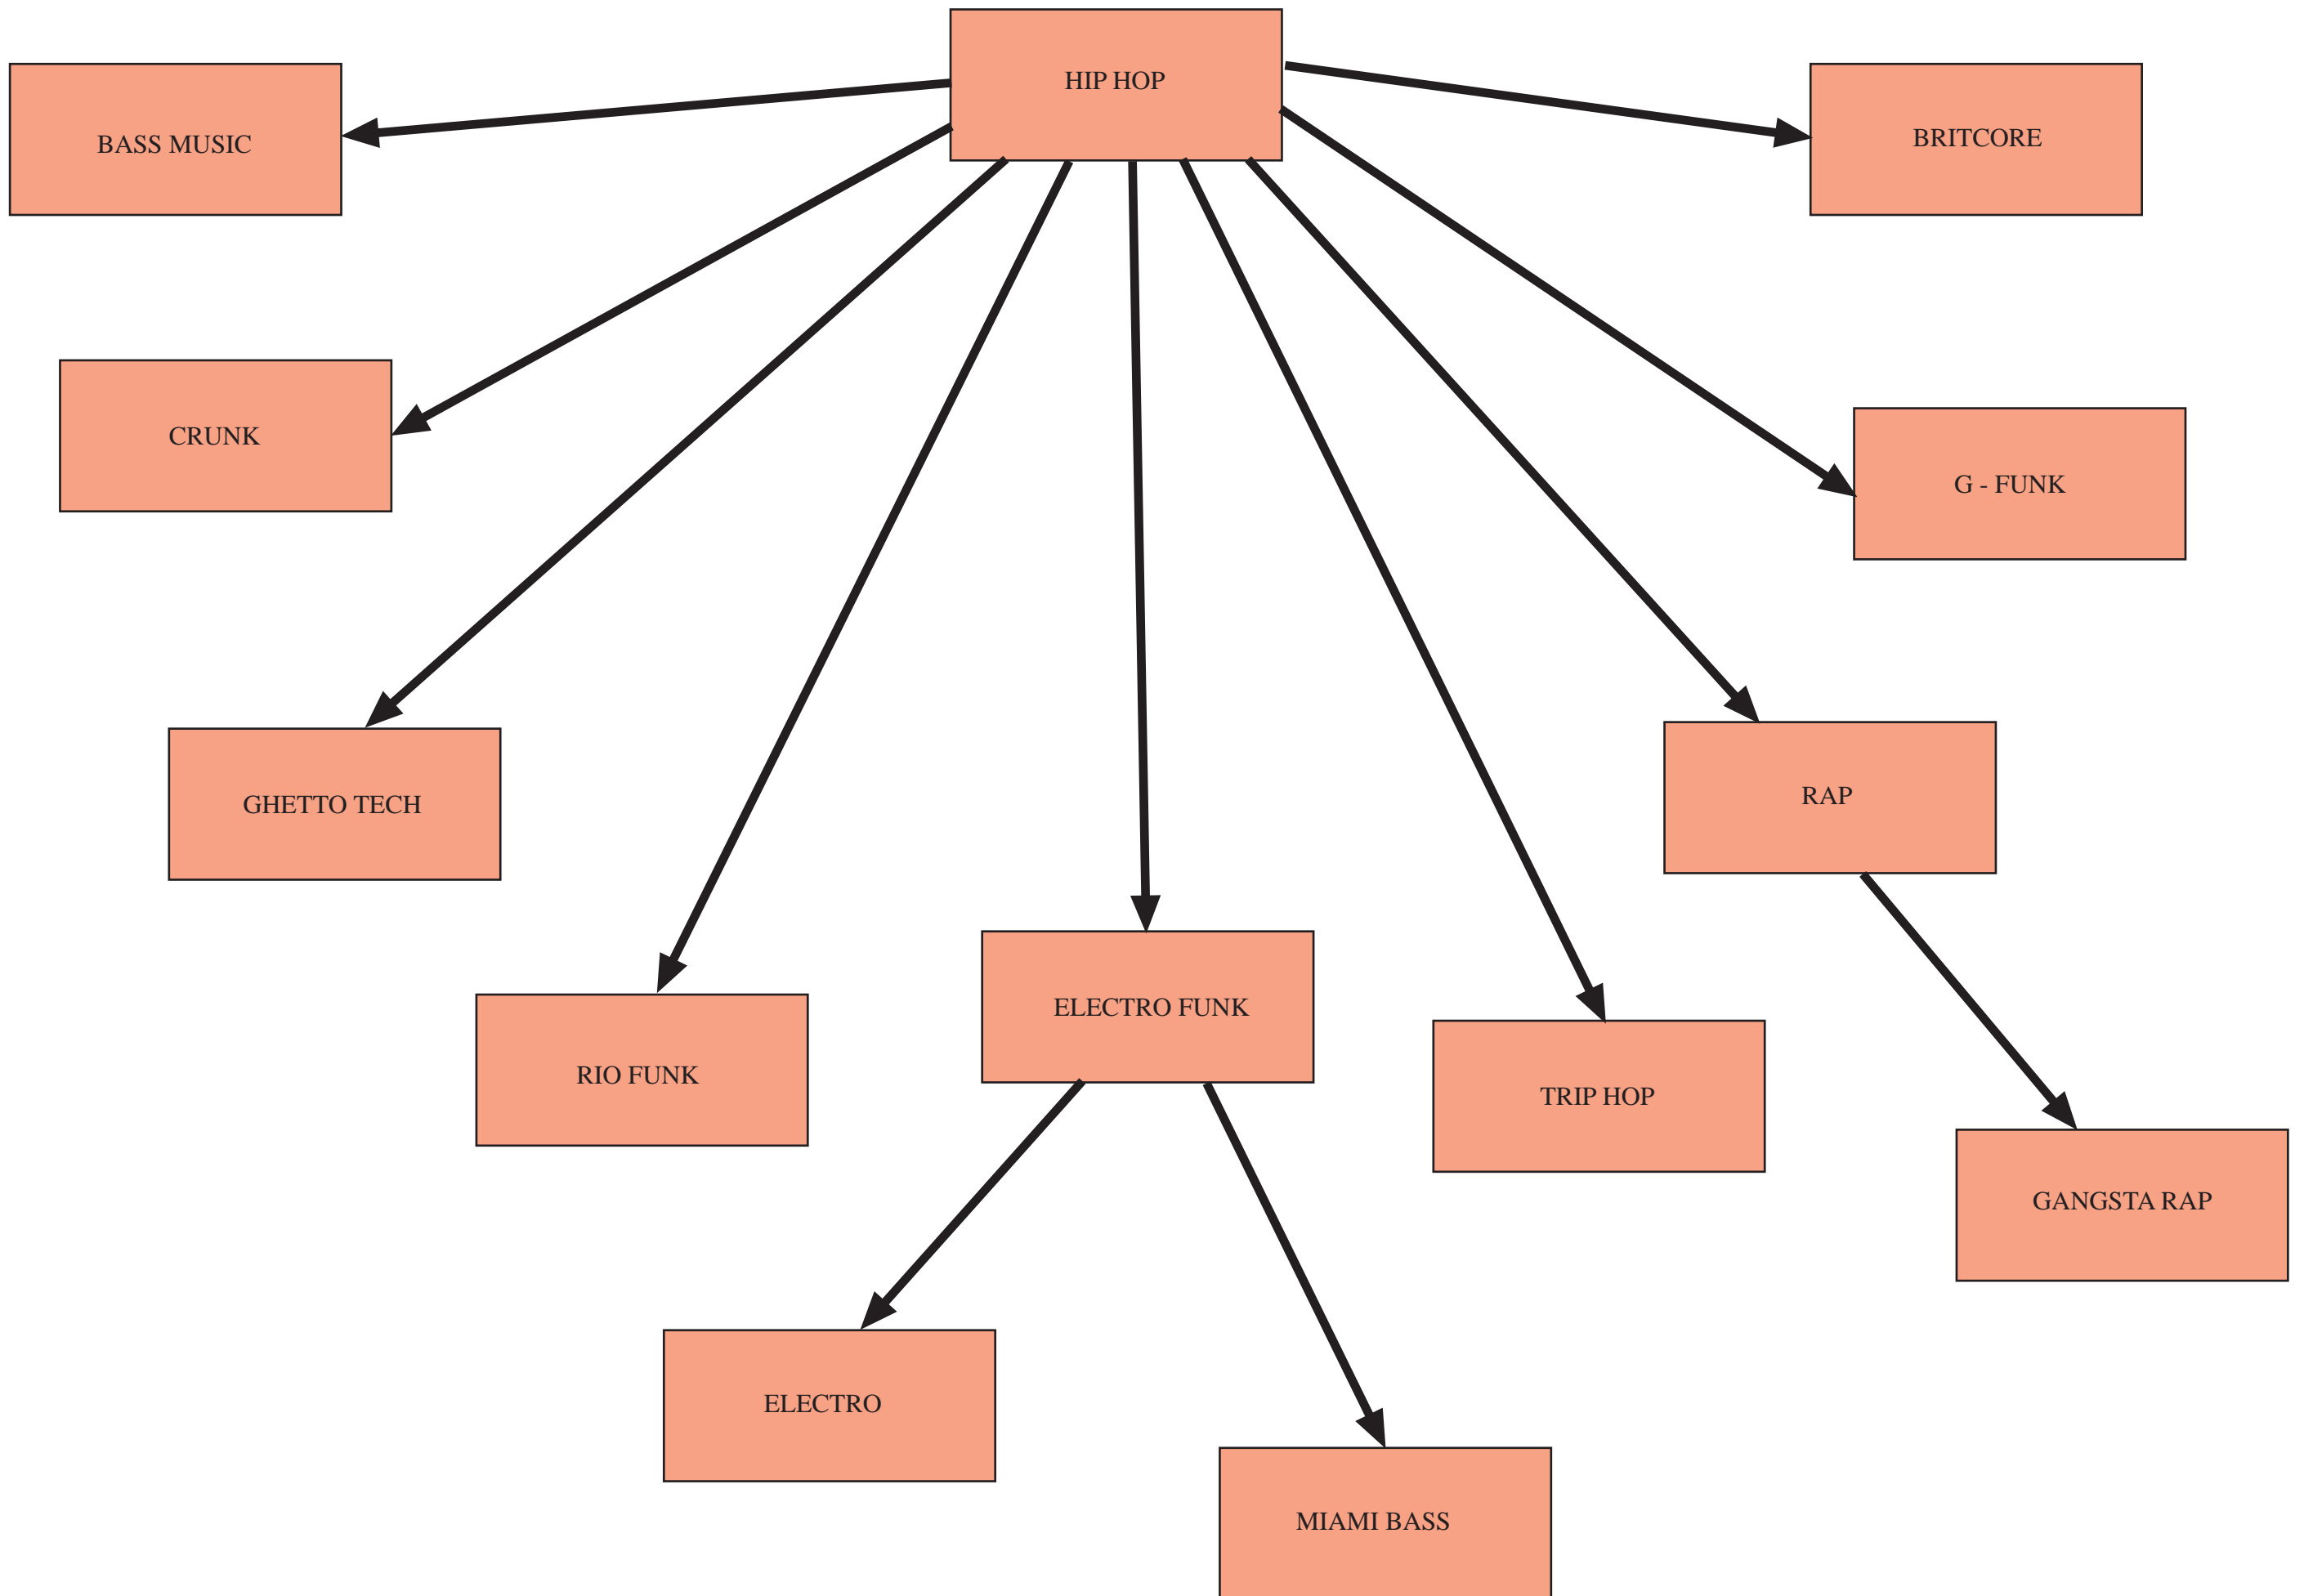 HIP HOP
BASS MUSIC
BRITCORE
CRUNK
G - FUNK
GHETTO TECH
RAP
RIO FUNK
ELECTRO FUNK
TRIP HOP
GANGSTA RAP
ELECTRO
MIAMI BASS